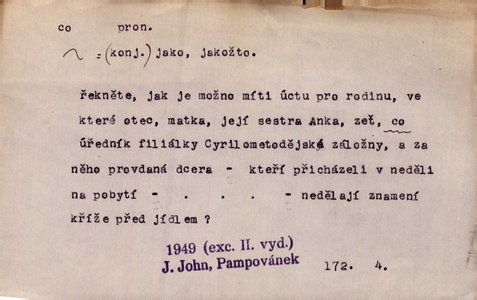 co pron.
~ = (konj.) jako, jakožto.
řekněte, jak je možno míti úctu pro rodinu, ve
které otec, matka, její sestra Anka, zeť, co
úředník filiálky Cyrilometodějské záložny, a za
něho provdaná dcera - kteří přicházeli v neděli
na pobytí - . . . . - nedělají znamení
kříže před jídlem ?
1949 (exc. II. vyd.)
J. John, Pampovánek
172. 4.